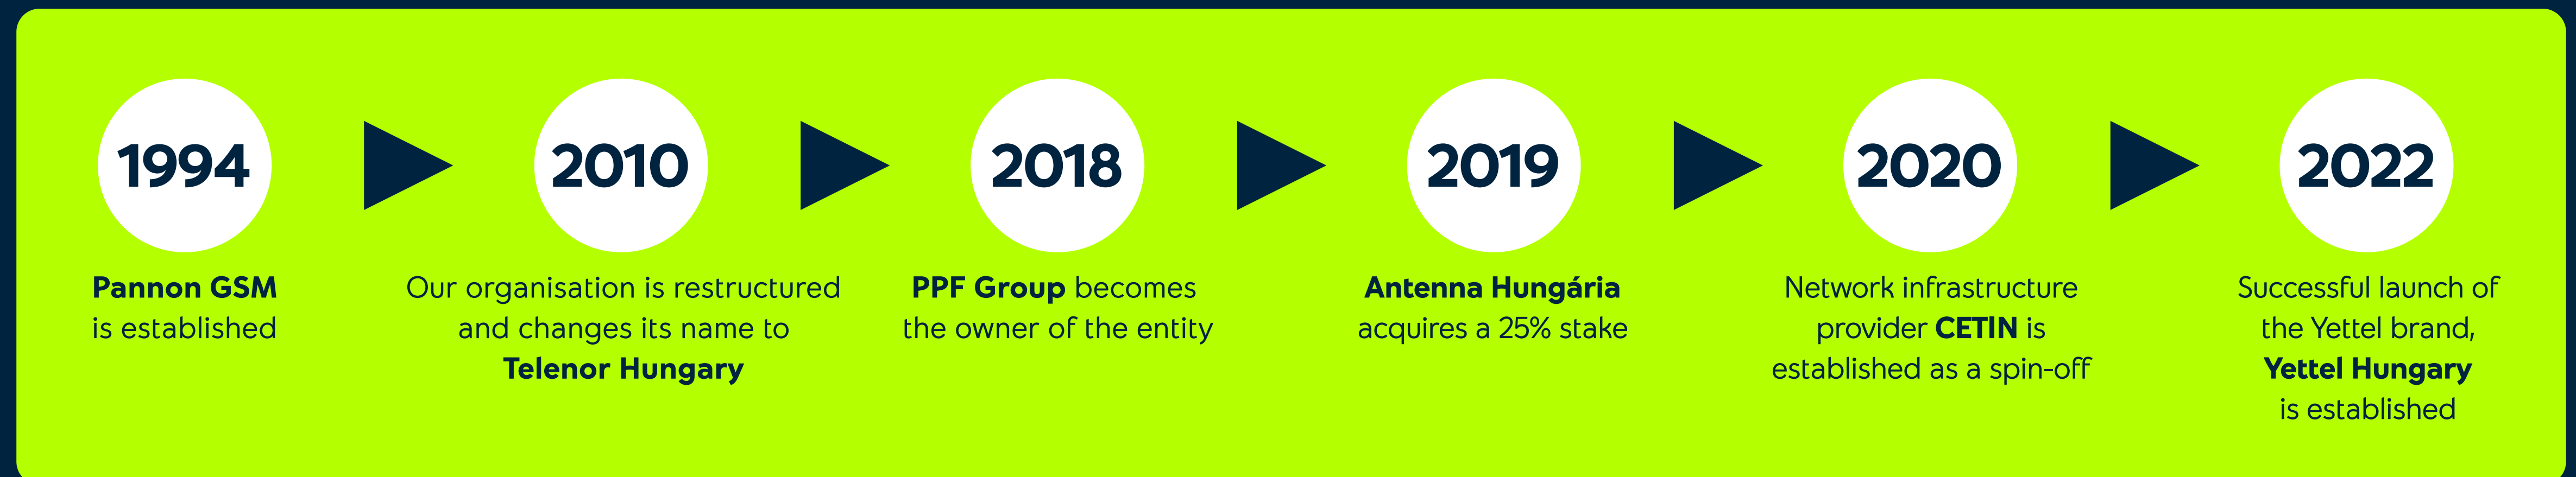 1994
Pannon GSM
is established
2010
Our organisation is restructured
and changes its name to
Telenor Hungary
2018
PPF Group becomes
the owner of the entity
2019
Antenna Hungária
acquires a 25% stake
2020
Network infrastructure
provider CETIN is
established as a spin-off
2022
Successful launch of
the Yettel brand,
Yettel Hungary
is established